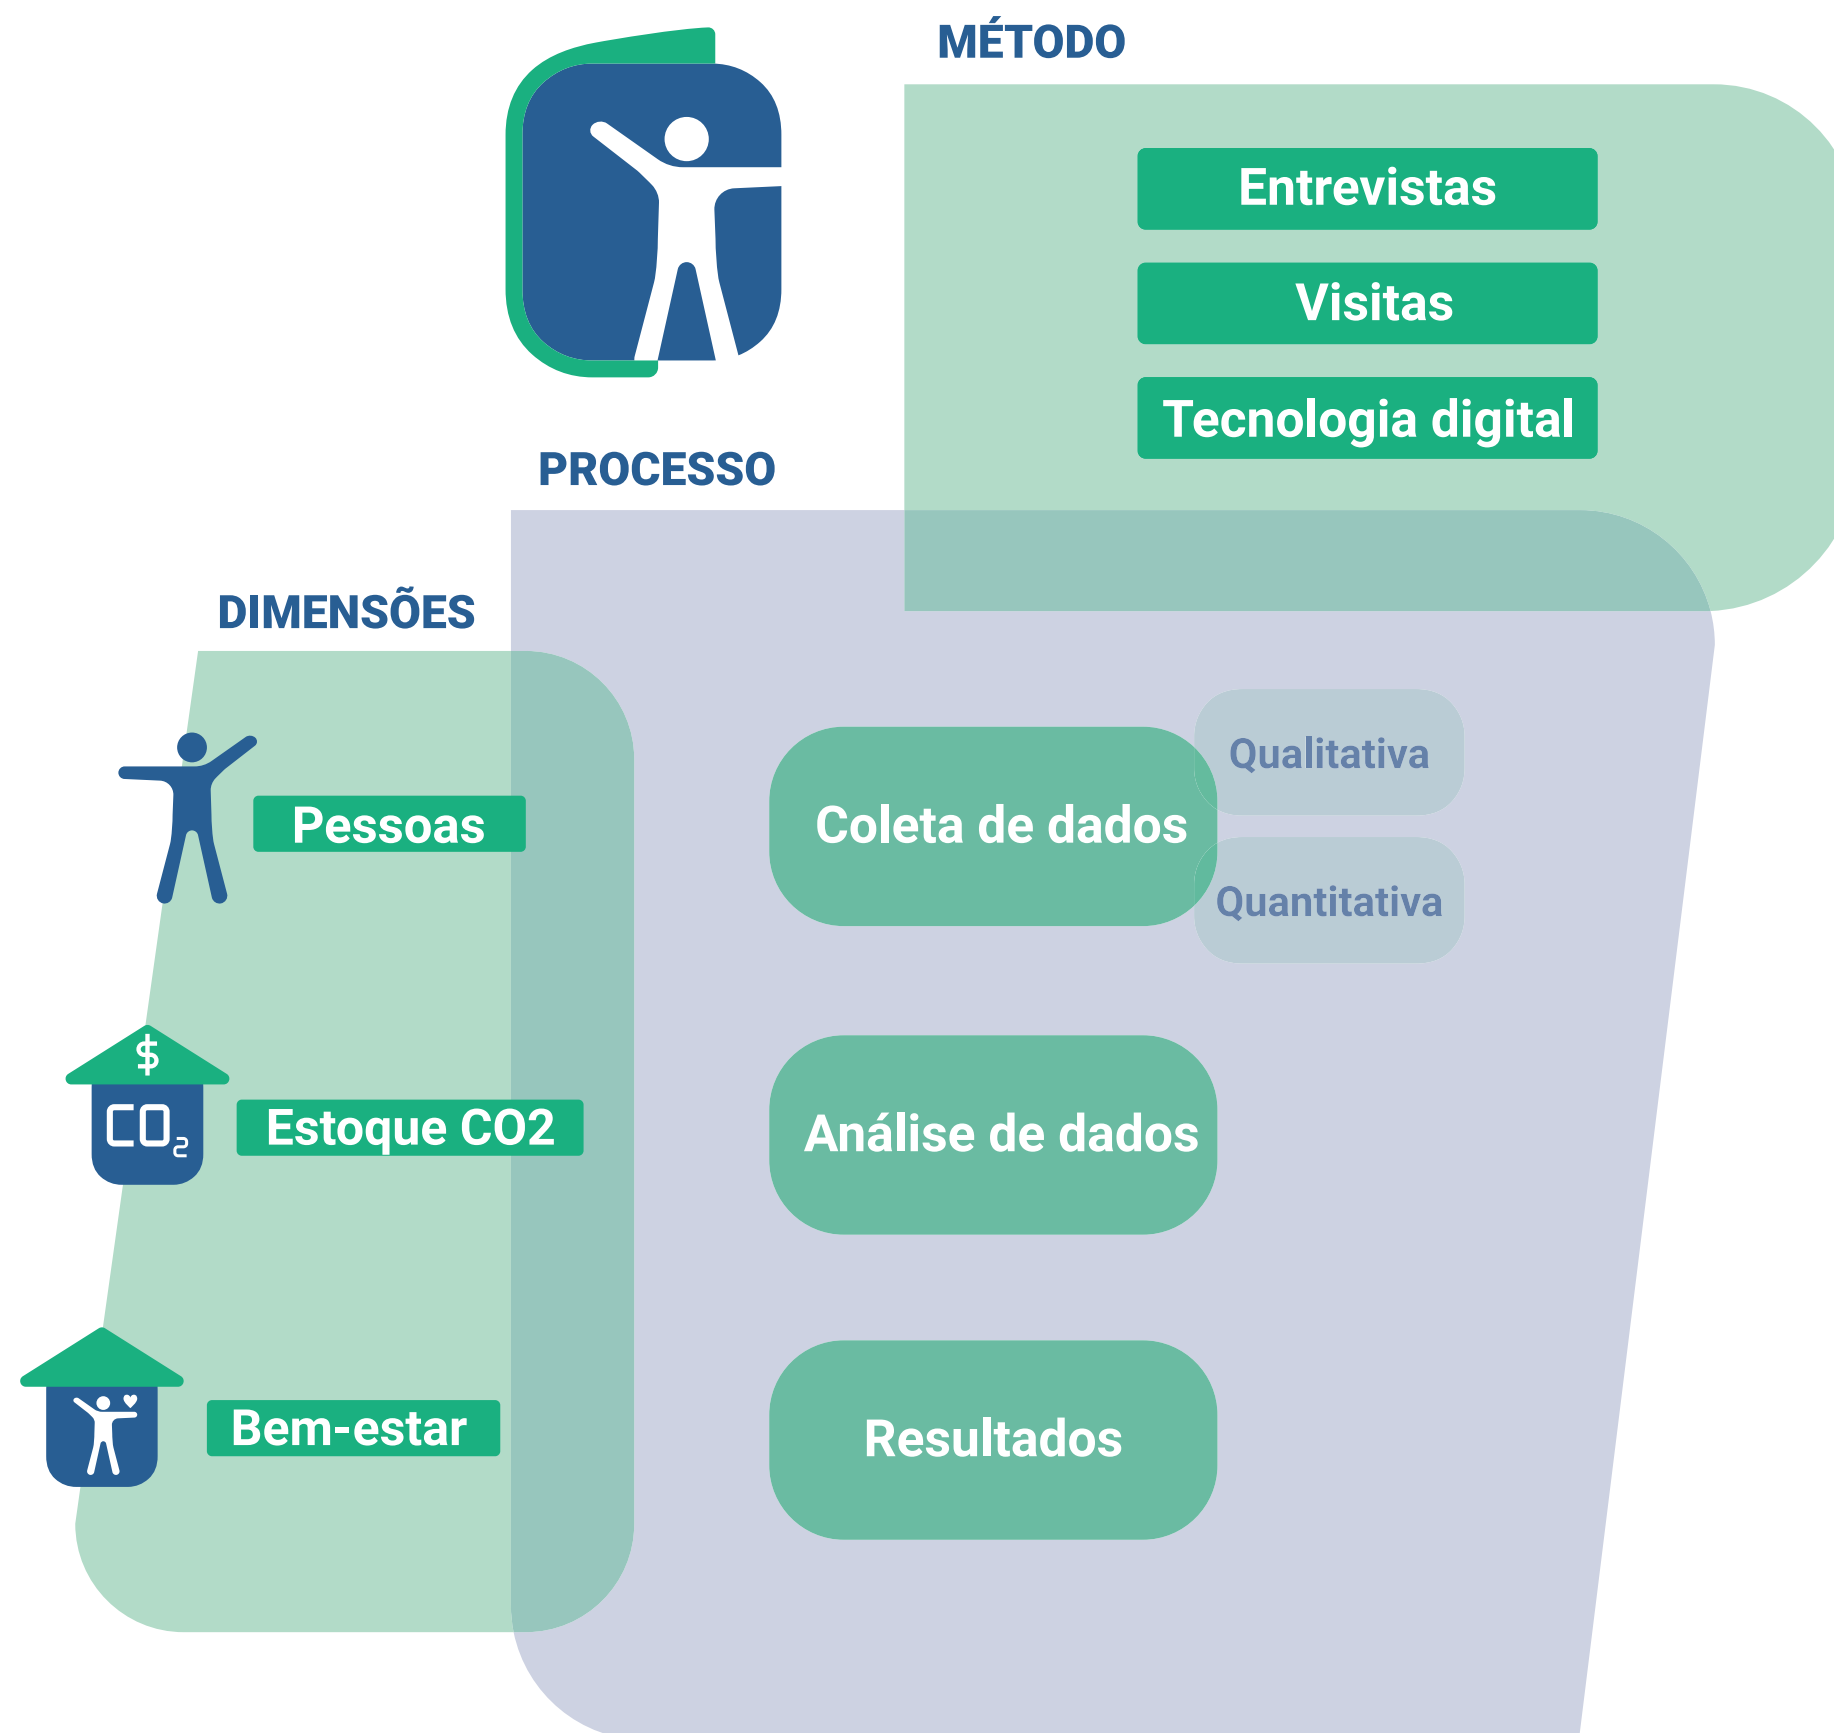 MÉTODO
Entrevistas
Visitas
Tecnologia digital
PROCESSO
DIMENSÕES
Pessoas
$
CO₂
Estoque CO2
Bem-estar
Coleta de dados
Qualitativa
Quantitativa
Análise de dados
Resultados